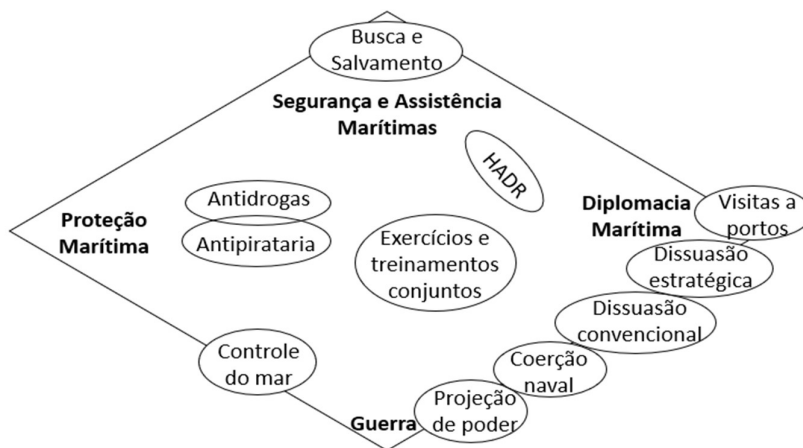 Busca e
Salvamento
Segurança e Assistência
Marítimas
HADR
Antidrogas
Antipirataria
Proteção
Marítima
Diplomacia
Marítima
Visitas a
portos
Exercícios e
treinamentos
conjuntos
Dissuasão
estratégica
Dissuasão
convencional
Controle
do mar
Coerção
naval
Projeção
de poder
Guerra